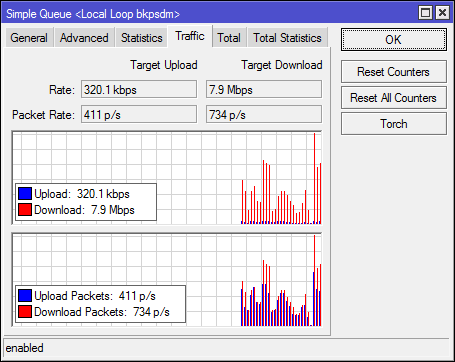 Simple Queue <Local Loop bkpsdm>
General Advanced Statistics Traffic Total Total Statistics
Target Upload Target Download
Rate: 320.1 kbps 7.9 Mbps
Packet Rate: 411 p/s 734 p/s
Upload: 320.1 kbps
Download: 7.9 Mbps
Upload Packets: 411 p/s
Download Packets: 734 p/s
OK
Reset Counters
Reset All Counters
Torch
enabled